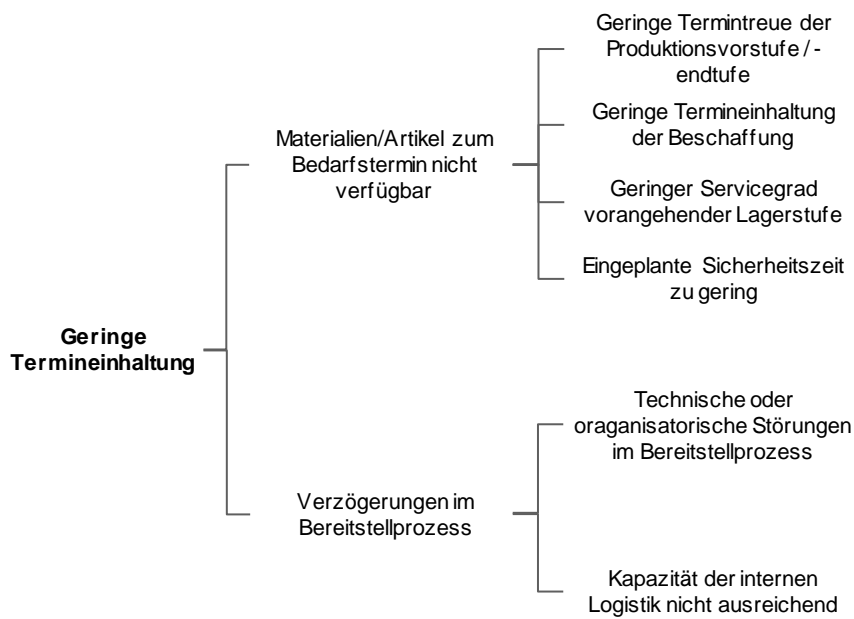 Geringe Termintreue der
Produktionsvorstufe / -
endtufe
Geringe Termineinhaltung
der Beschaffung
Materialien/Artikel zum
Bedarfstermin nicht
verfügbar
Geringer Servicegrad
vorangehender Lagerstufe
Eingeplante Sicherheitszeit
zu gering
Geringe
Termineinhaltung
Technische oder
oraganisatorische Störungen
im Bereitstellprozess
Verzögerungen im
Bereitstellprozess
Kapazität der internen
Logistik nicht ausreichend